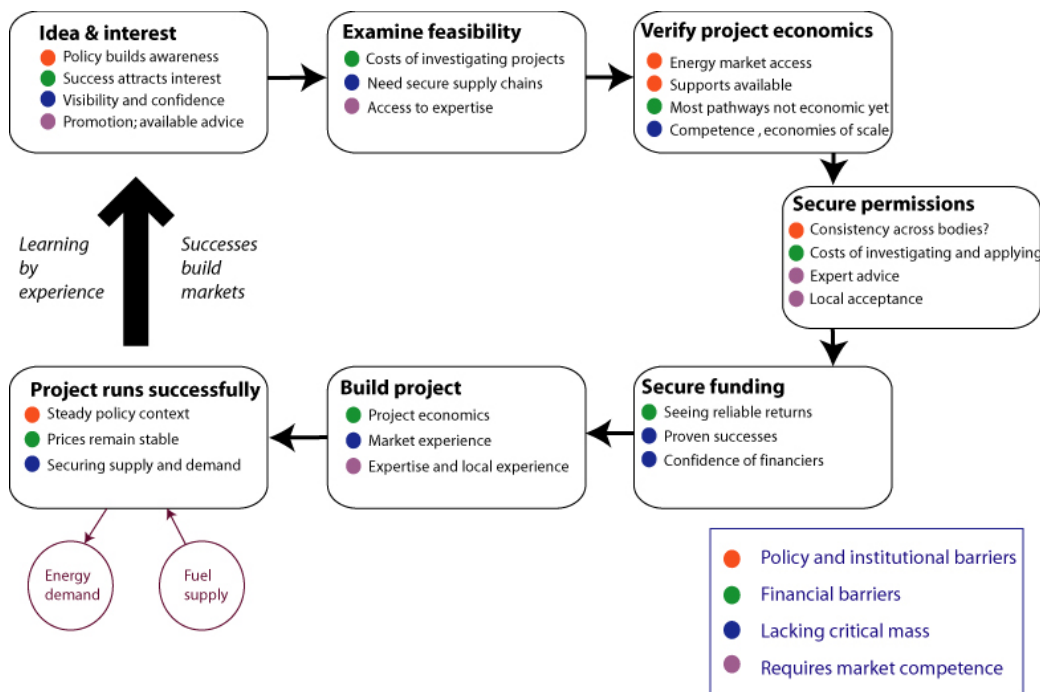 Idea & interest
Policy builds awareness
Success attracts interest
Visibility and confidence
Promotion; available advice
Examine feasibility
Costs of investigating projects
Need secure supply chains
Access to expertise
Verify project economics
Energy market access
Supports available
Most pathways not economic yet
Competence , economies of scale
Secure permissions
Consistency across bodies?
Costs of investigating and applying
Expert advice
Local acceptance
Learning
by
experience
Successes
build
markets
Project runs successfully
Steady policy context
Prices remain stable
Securing supply and demand
Build project
Project economics
Market experience
Expertise and local experience
Secure funding
Seeing reliable returns
Proven successes
Confidence of financiers
Energy
demand
Fuel
supply
Policy and institutional barriers
Financial barriers
Lacking critical mass
Requires market competence